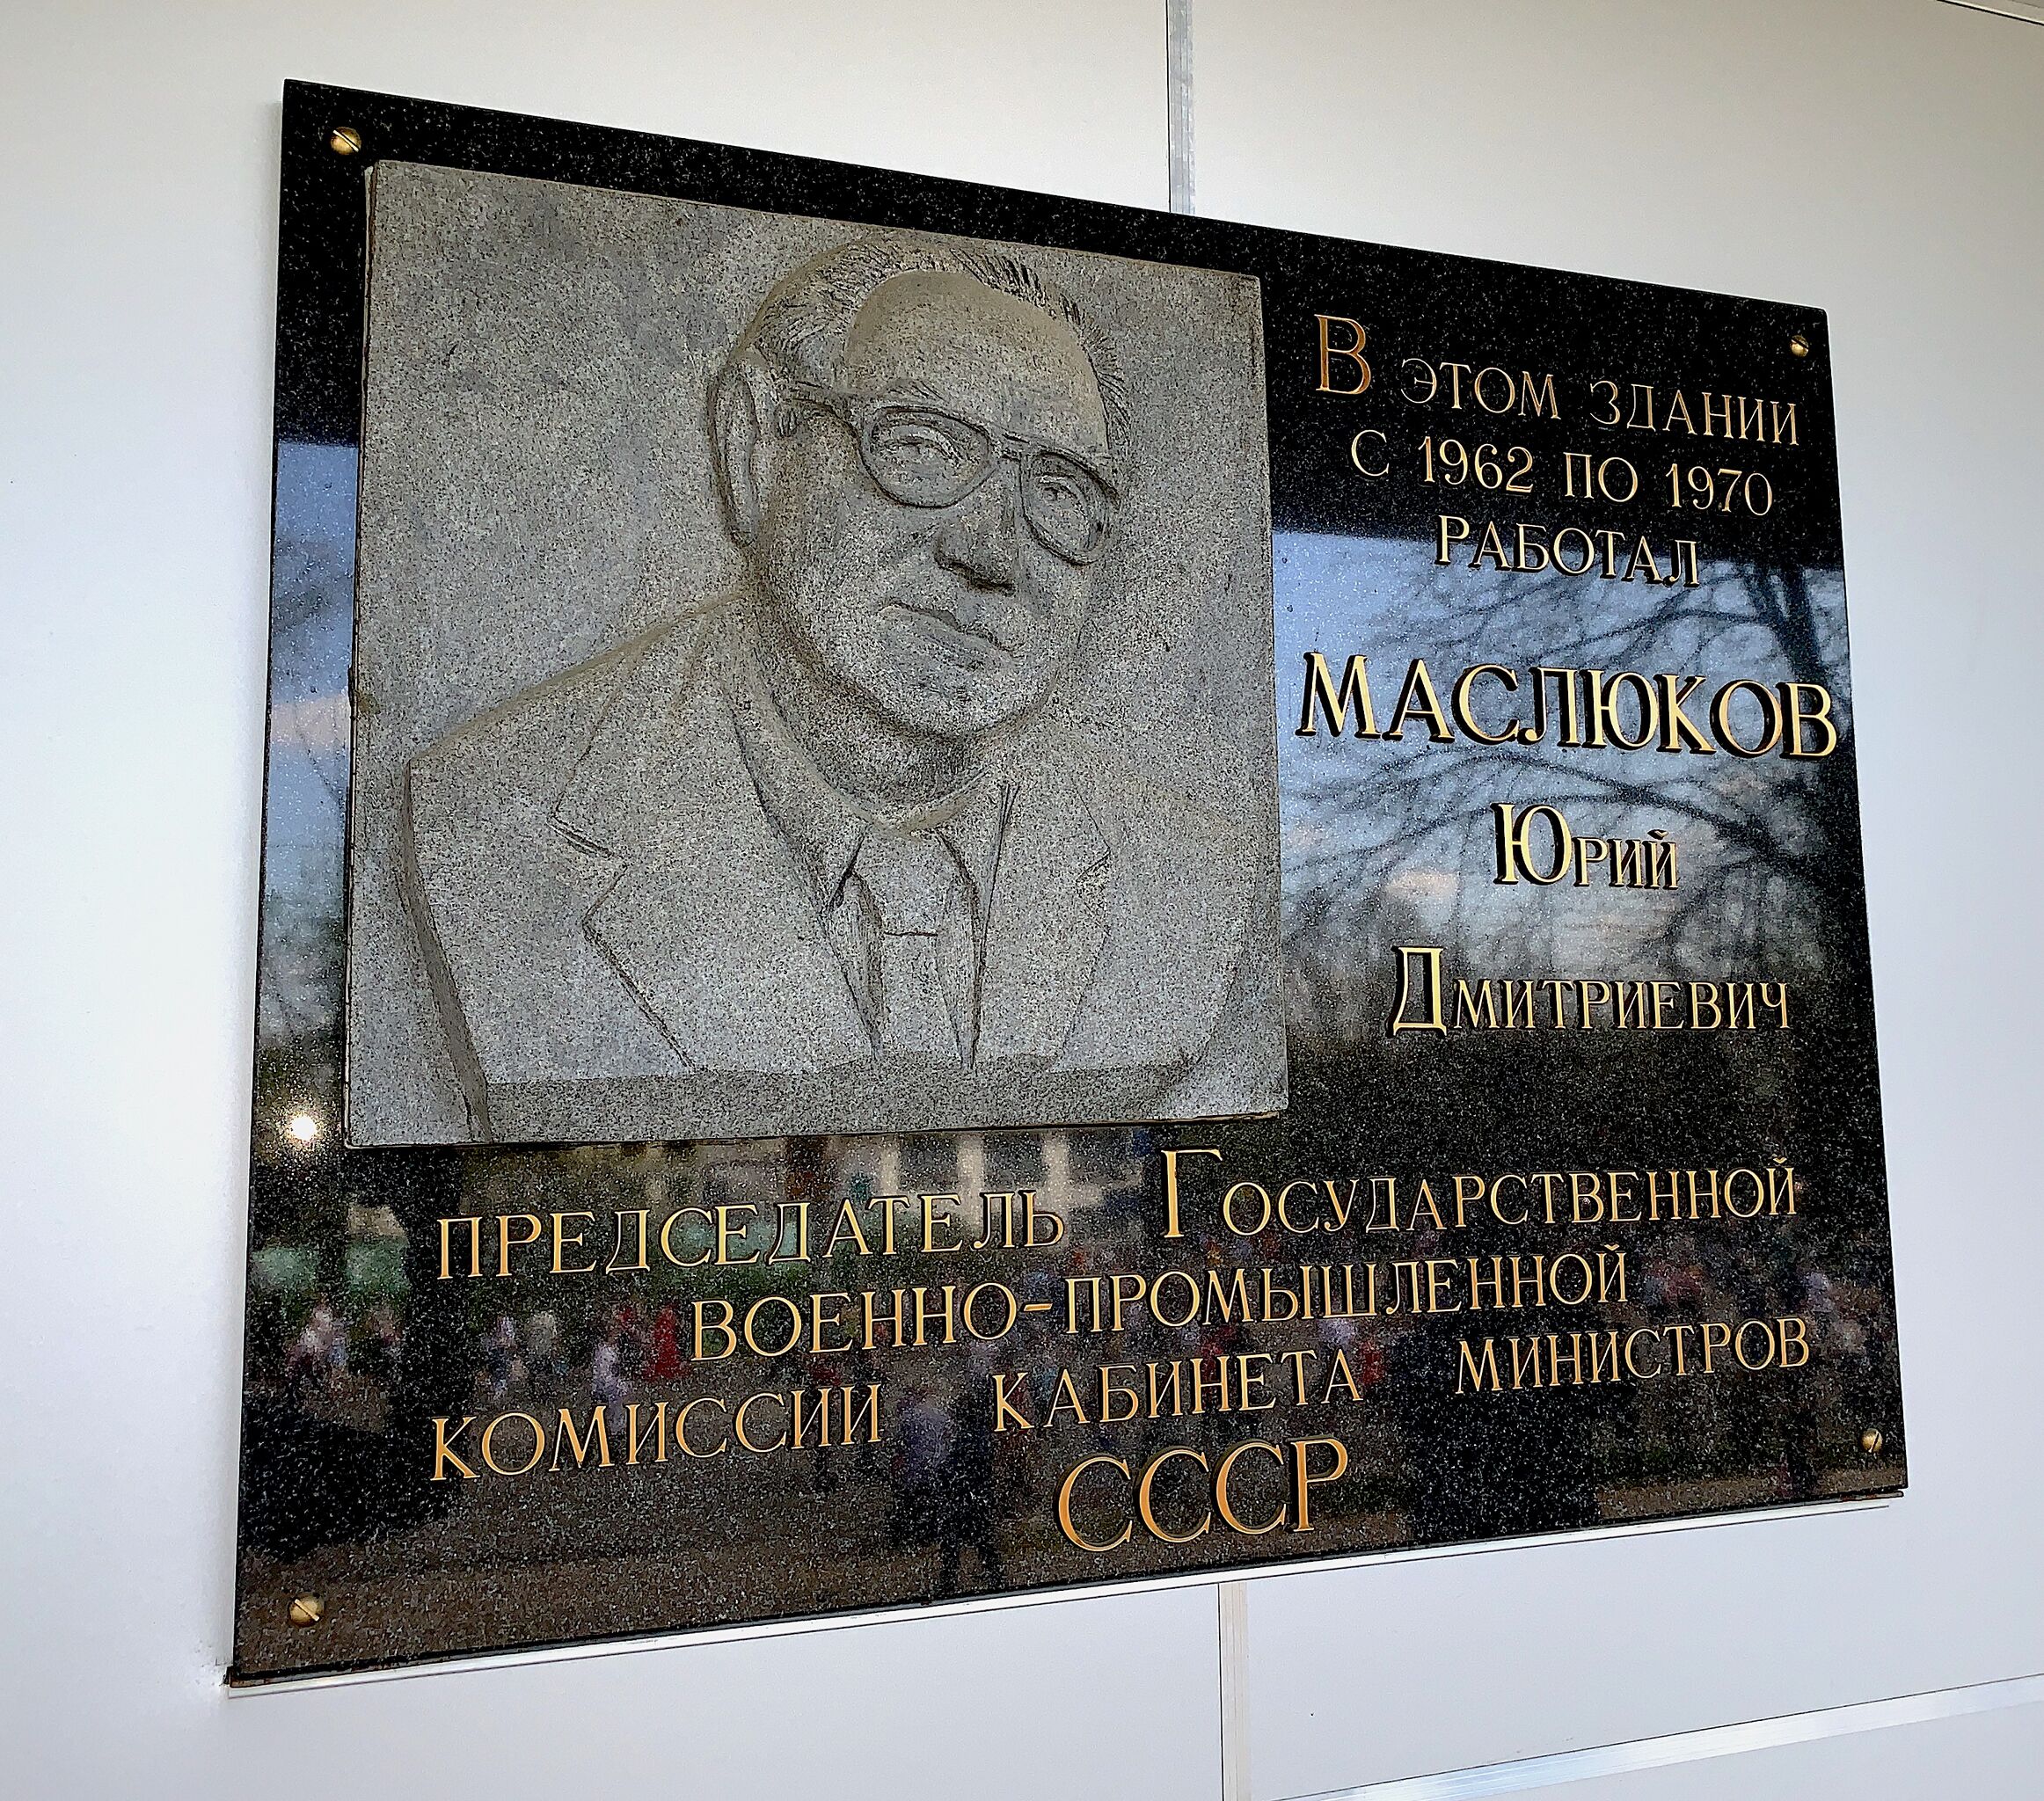 В ЭТОМ ЗДАНИИ
С 1962 ПО 1970
РАБОТАЛ
МАСЛЮКОВ
ЮРИЙ
ДМИТРИЕВИЧ
ПРЕДСЕДАТЕЛЬ ГОСУДАРСТВЕННОЙ
ВОЕННО-ПРОМЫШЛЕННОЙ
КОМИССИИ КАБИНЕТА МИНИСТРОВ
СССР